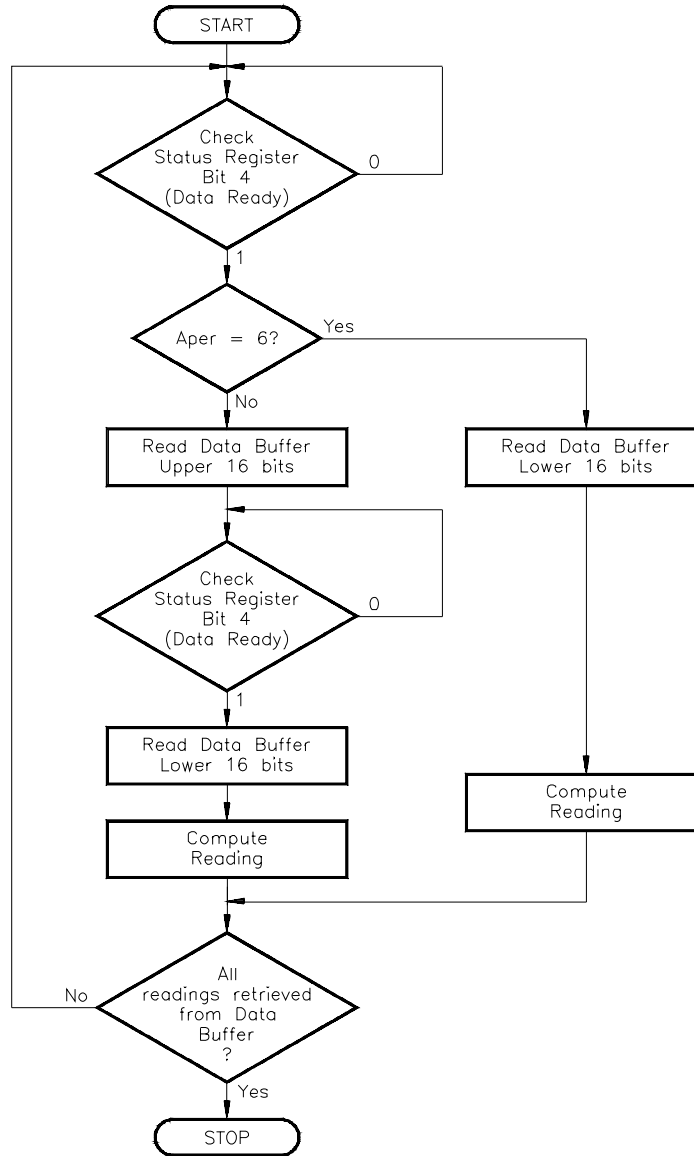 START
Check
Status Register
Bit 4
(Data Ready)
0
1
Aper = 6?
Yes
No
Read Data Buffer
Upper 16 bits
Read Data Buffer
Lower 16 bits
Check
Status Register
Bit 4
(Data Ready)
0
1
Read Data Buffer
Lower 16 bits
Compute
Reading
Compute
Reading
All
readings retrieved
from Data
Buffer
?
No
Yes
STOP